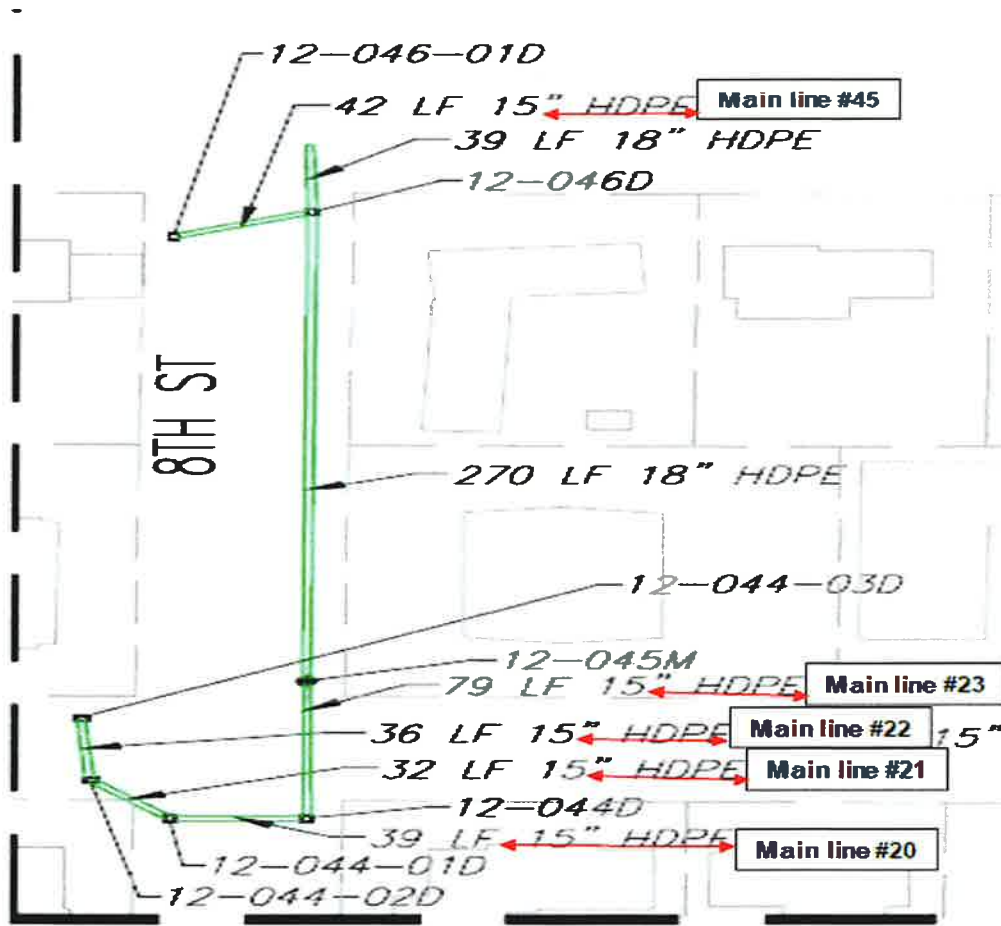 12-046-01D
42 LF 15" HDPE Main line #45
39 LF 18" HDPE
12-046D
8TH ST
270 LF 18" HDPE
12-044-03D
12-045M
79 LF 15" HDPE Main line #23
36 LF 15" HDPE Main line #22 15"
32 LF 15" HDPE Main line #21
12-044D
39 LF 15" HDPE Main line #20
12-044-01D
12-044-02D